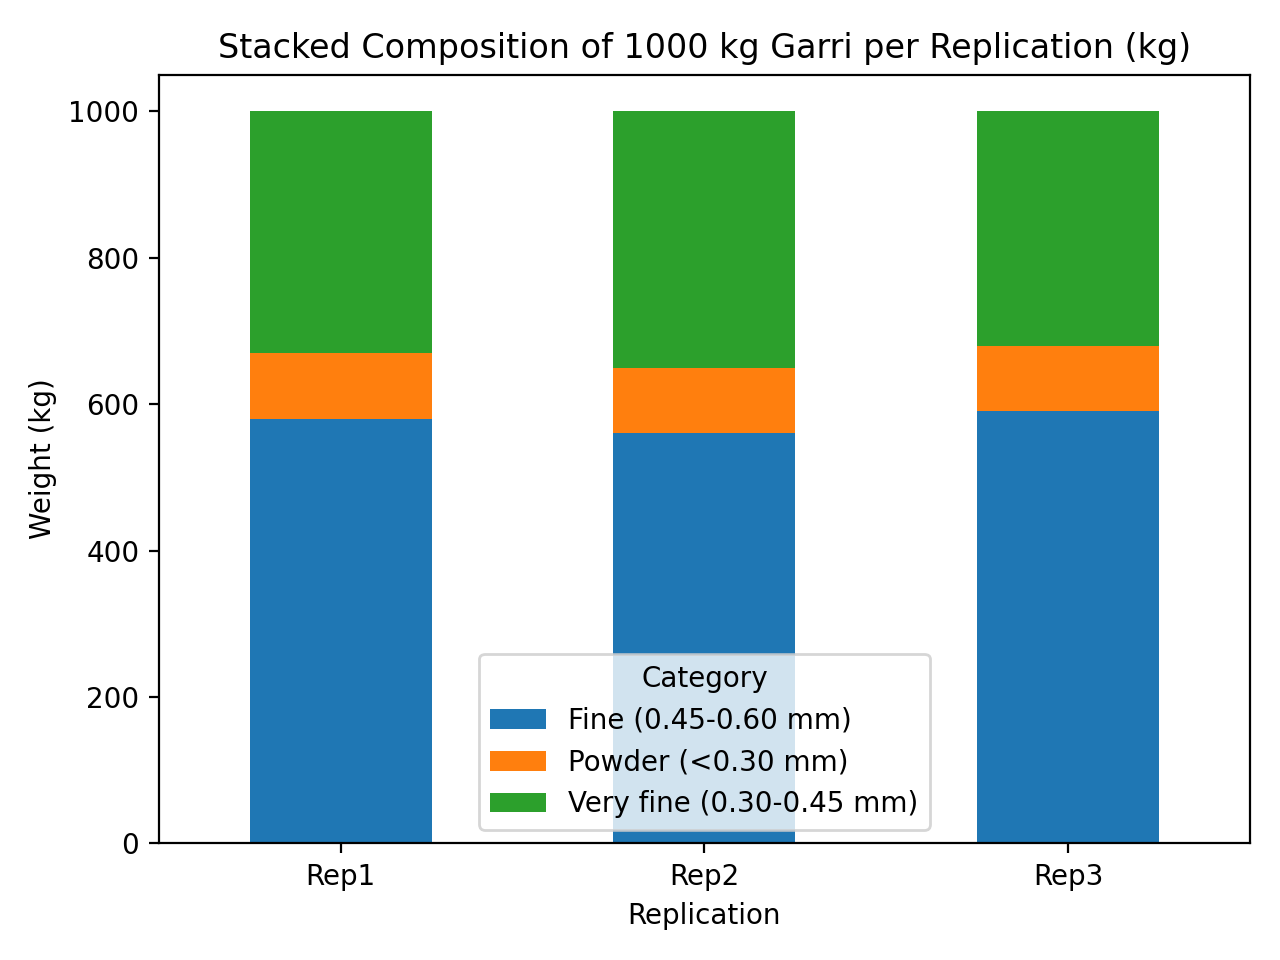 Stacked Composition of 1000 kg Garri per Replication (kg)
1000
800
600
400
200
0
Weight (kg)
Category
Fine (0.45-0.60 mm)
Powder (<0.30 mm)
Very fine (0.30-0.45 mm)
Rep1 Rep2 Rep3
Replication